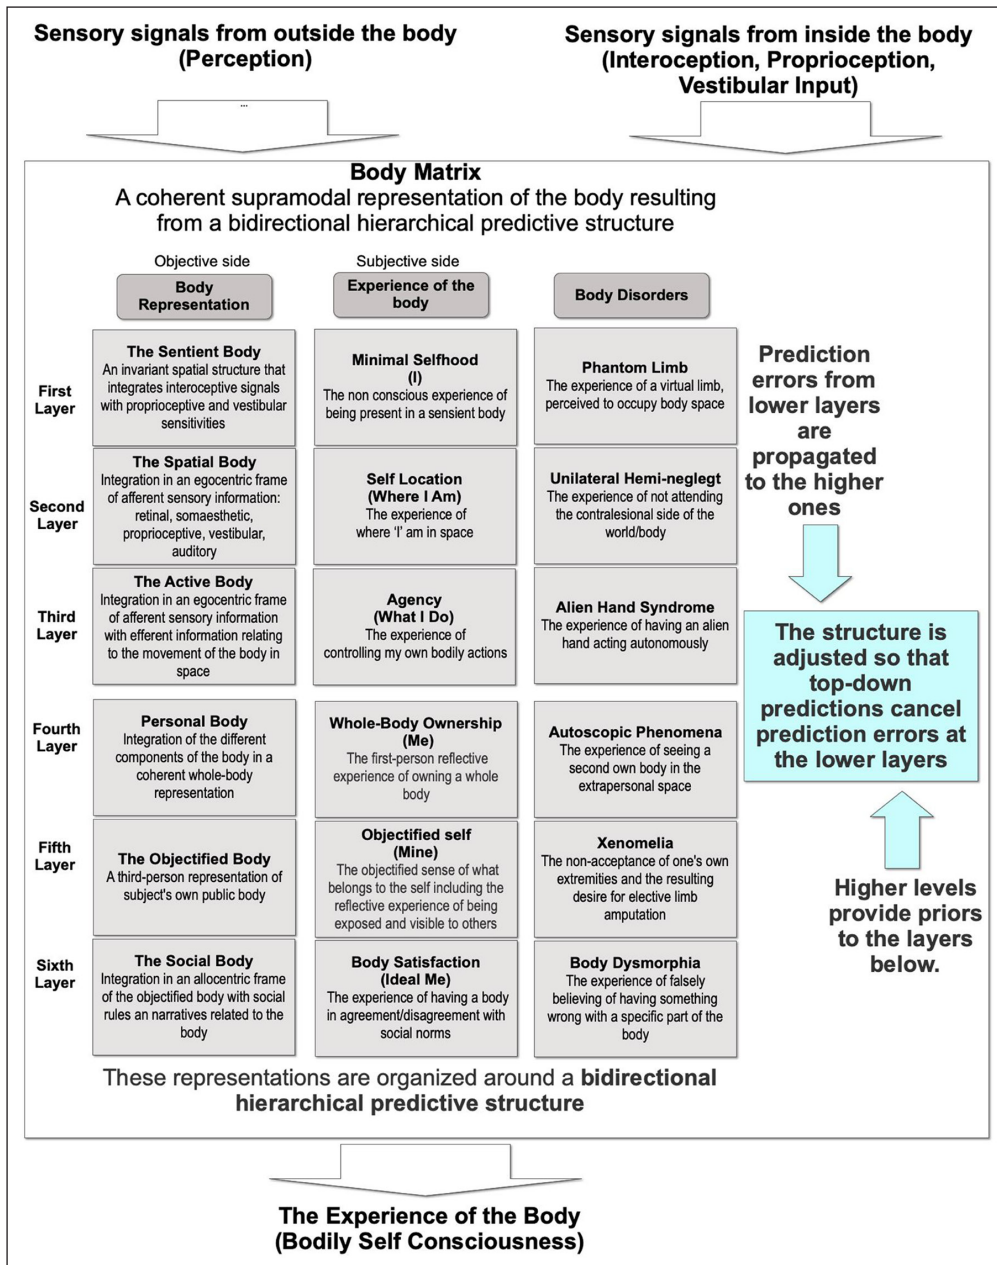 Sensory signals from outside the body
(Perception)
Sensory signals from inside the body
(Interoception, Proprioception,
Vestibular Input)
...
Body Matrix
A coherent supramodal representation of the body resulting
from a bidirectional hierarchical predictive structure
Objective side
Subjective side
Body
Representation
Experience of the
body
Body Disorders
First
Layer
The Sentient Body
An invariant spatial structure that
integrates interoceptive signals
with proprioceptive and vestibular
sensitivities
Minimal Selfhood
(I)
The non conscious experience of
being present in a sensient body
Phantom Limb
The experience of a virtual limb,
perceived to occupy body space
Second
Layer
The Spatial Body
Integration in an egocentric frame
of afferent sensory information:
retinal, somaesthetic,
proprioceptive, vestibular,
auditory
Self Location
(Where I Am)
The experience of
where ‘I’ am in space
Unilateral Hemi-neglegt
The experience of not attending
the contralesional side of the
world/body
Third
Layer
The Active Body
Integration in an egocentric frame
of afferent sensory information
with efferent information relating
to the movement of the body in
space
Agency
(What I Do)
The experience of
controlling my own bodily actions
Alien Hand Syndrome
The experience of having an alien
hand acting autonomously
Fourth
Layer
Personal Body
Integration of the different
components of the body in a
coherent whole-body
representation
Whole-Body Ownership
(Me)
The first-person reflective
experience of owning a whole
body
Autoscopic Phenomena
The experience of seeing a
second own body in the
extrapersonal space
Fifth
Layer
The Objectified Body
A third-person representation of
subject's own public body
Objectified self
(Mine)
The objectified sense of what
belongs to the self including the
reflective experience of being
exposed and visible to others
Xenomelia
The non-acceptance of one's own
extremities and the resulting
desire for elective limb
amputation
Sixth
Layer
The Social Body
Integration in an allocentric frame
of the objectified body with social
rules an narratives related to the
body
Body Satisfaction
(Ideal Me)
The experience of having a body
in agreement/disagreement with
social norms
Body Dysmorphia
The experience of falsely
believing of having something
wrong with a specific part of the
body
Prediction
errors from
lower layers
are
propagated
to the higher
ones
The structure is
adjusted so that
top-down
predictions cancel
prediction errors at
the lower layers
Higher levels
provide priors
to the layers
below.
These representations are organized around a bidirectional
hierarchical predictive structure
The Experience of the Body
(Bodily Self Consciousness)